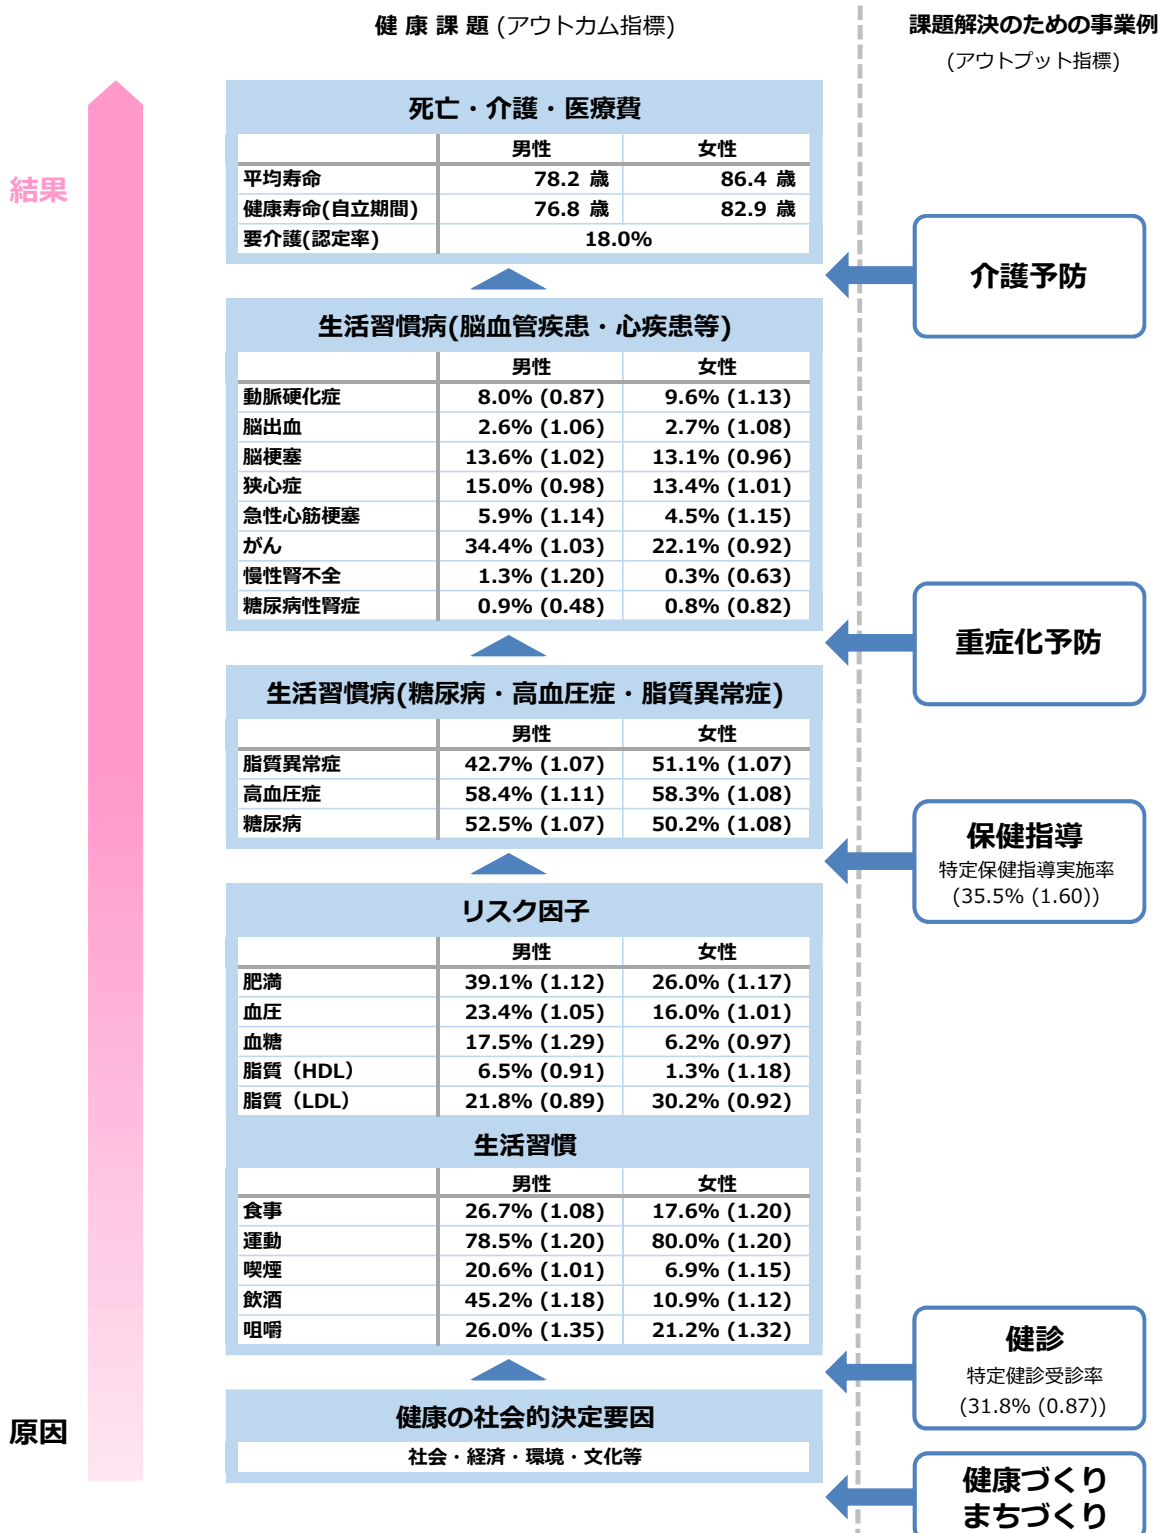 健 康 課 題 (アウトカム指標)
課題解決のための事業例
(アウトプット指標)
結果
原因
死亡・介護・医療費
男性 女性
平均寿命 78.2 歳 86.4 歳
健康寿命(自立期間) 76.8 歳 82.9 歳
要介護(認定率) 18.0%
介護予防
生活習慣病(脳血管疾患・心疾患等)
男性 女性
動脈硬化症 8.0% (0.87) 9.6% (1.13)
脳出血 2.6% (1.06) 2.7% (1.08)
脳梗塞 13.6% (1.02) 13.1% (0.96)
狭心症 15.0% (0.98) 13.4% (1.01)
急性心筋梗塞 5.9% (1.14) 4.5% (1.15)
がん 34.4% (1.03) 22.1% (0.92)
慢性腎不全 1.3% (1.20) 0.3% (0.63)
糖尿病性腎症 0.9% (0.48) 0.8% (0.82)
重症化予防
生活習慣病(糖尿病・高血圧症・脂質異常症)
男性 女性
脂質異常症 42.7% (1.07) 51.1% (1.07)
高血圧症 58.4% (1.11) 58.3% (1.08)
糖尿病 52.5% (1.07) 50.2% (1.08)
保健指導
特定保健指導実施率
(35.5% (1.60))
リスク因子
男性 女性
肥満 39.1% (1.12) 26.0% (1.17)
血圧 23.4% (1.05) 16.0% (1.01)
血糖 17.5% (1.29) 6.2% (0.97)
脂質（HDL） 6.5% (0.91) 1.3% (1.18)
脂質（LDL） 21.8% (0.89) 30.2% (0.92)
生活習慣
男性 女性
食事 26.7% (1.08) 17.6% (1.20)
運動 78.5% (1.20) 80.0% (1.20)
喫煙 20.6% (1.01) 6.9% (1.15)
飲酒 45.2% (1.18) 10.9% (1.12)
咀嚼 26.0% (1.35) 21.2% (1.32)
健診
特定健診受診率
(31.8% (0.87))
健康の社会的決定要因
社会・経済・環境・文化等
健康づくり
まちづくり